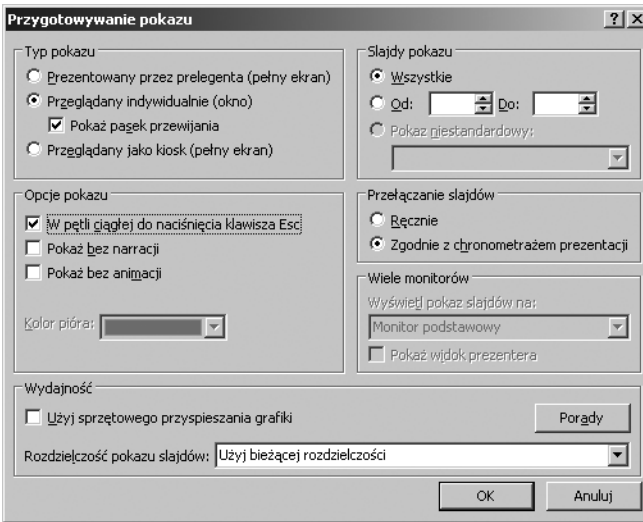 Przygotowywanie pokazu
Typ pokazu
Prezentowany przez prelegenta (pełny ekran)
Przeglądany indywidualnie (okno)
Pokaż pasek przewijania
Przeglądany jako kiosk (pełny ekran)
Slajdy pokazu
Wszystkie
Od: Do:
Pokaz niestandardowy:
Opcje pokazu
W pętli ciągłej do naciśnięcia klawisza Esc
Pokaż bez narracji
Pokaż bez animacji
Kolor pióra:
Przełączanie slajdów
Ręcznie
Zgodnie z chronometrażem prezentacji
Wiele monitorów
Wyświetl pokaz slajdów na:
Monitor podstawowy
Pokaż widok prezentera
Wydajność
Użyj sprzętowego przyspieszania grafiki
Porady
Rozdzielczość pokazu slajdów: Użyj bieżącej rozdzielczości
OK Anuluj